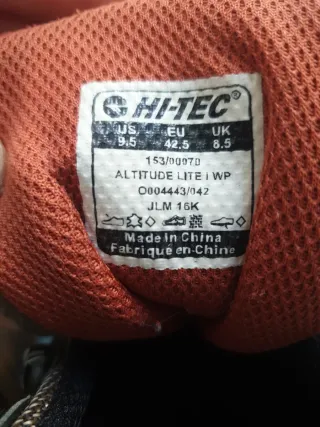 HI-TEC®
US EU UK
9.5 42.5 8.5
153/00070
ALTITUDE LITE I WP
O004443/042
JLM 16K
Made in China
Fabriqué en Chine